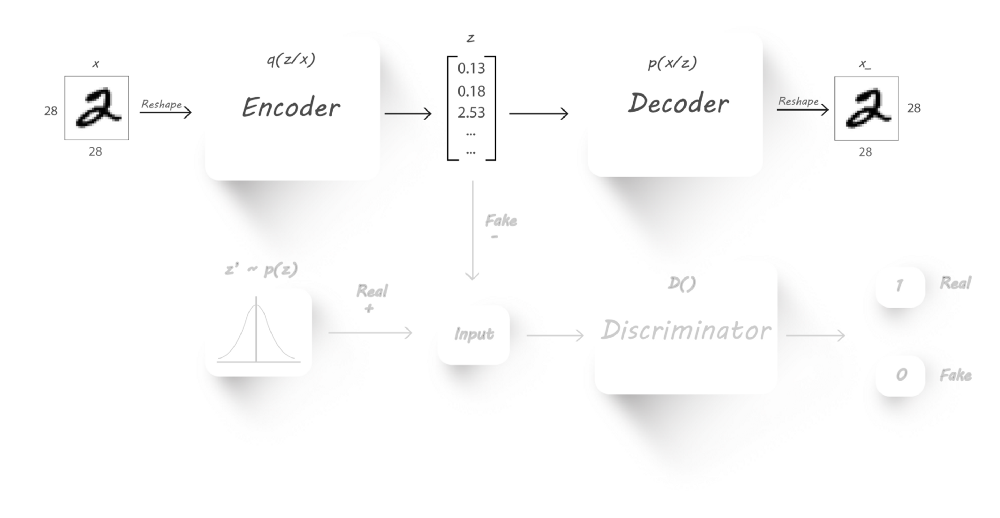 z
q(z/x)
p(x/z)
x
x_
0.13
Encoder
Decoder
0.18
28
Reshape
2.53
Reshape
28
...
28
...
28
Fake
-
z' ~ p(z)
D()
1
Real
Real
+
Input
Discriminator
0
Fake